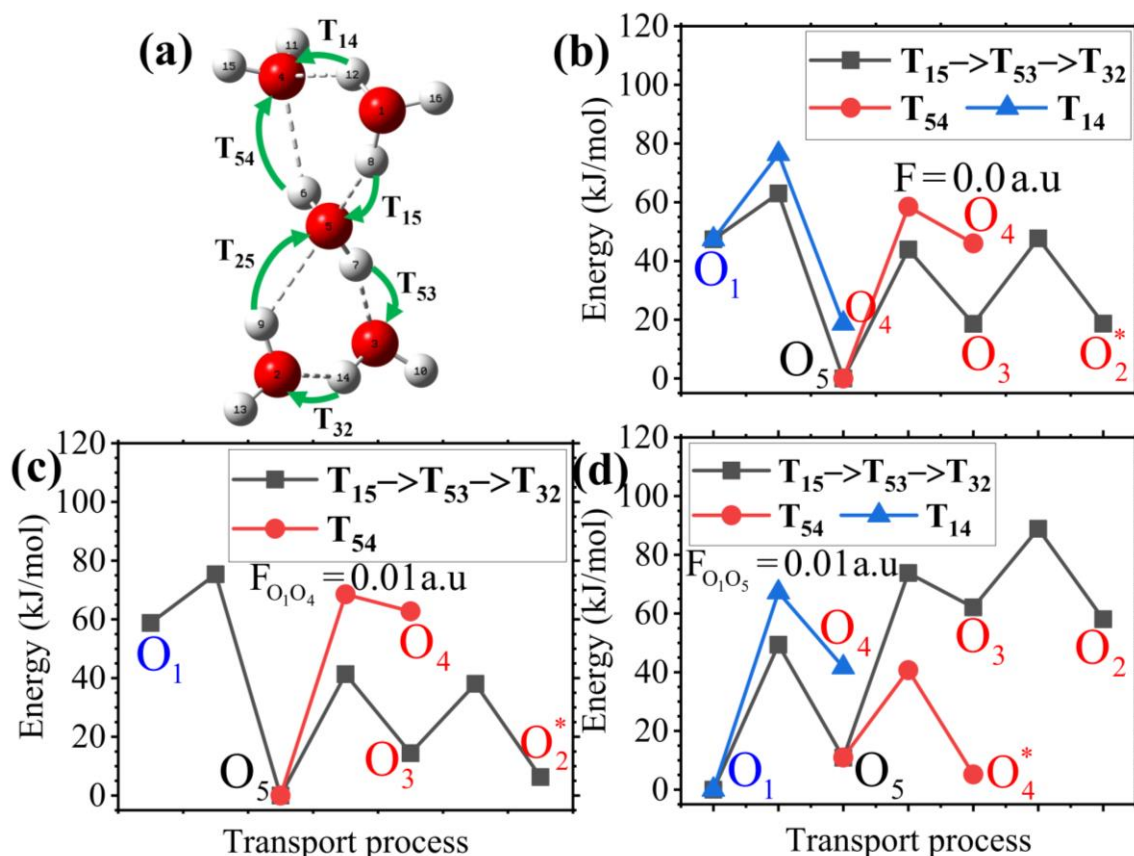 (a)
T₁₄
11
15
4
12
1
16
T₅₄
8
6
T₁₅
5
T₂₅
7
T₅₃
9
3
2
14
10
13
T₃₂
(b)
120
100
80
60
40
20
0
Energy (kJ/mol)
T₁₅–>T₅₃–>T₃₂
T₅₄ T₁₄
F = 0.0 a.u
O₁
O₅
O₄
O₄
O₃
O₂*
(c)
120
100
80
60
40
20
0
Energy (kJ/mol)
T₁₅–>T₅₃–>T₃₂
T₅₄
F_O₁O₄ = 0.01a.u
O₁
O₅
O₄
O₃
O₂*
Transport process
(d)
120
100
80
60
40
20
0
Energy (kJ/mol)
T₁₅–>T₅₃–>T₃₂
T₅₄ T₁₄
F_O₁O₅ = 0.01a.u
O₁
O₄
O₅
O₃
O₄*
O₂
Transport process